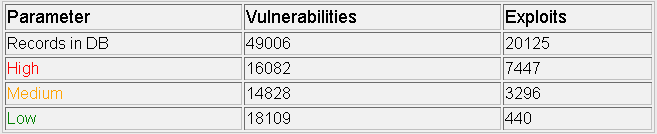 Parameter Vulnerabilities Exploits
Records in DB 49006 20125
High 16082 7447
Medium 14828 3296
Low 18109 440